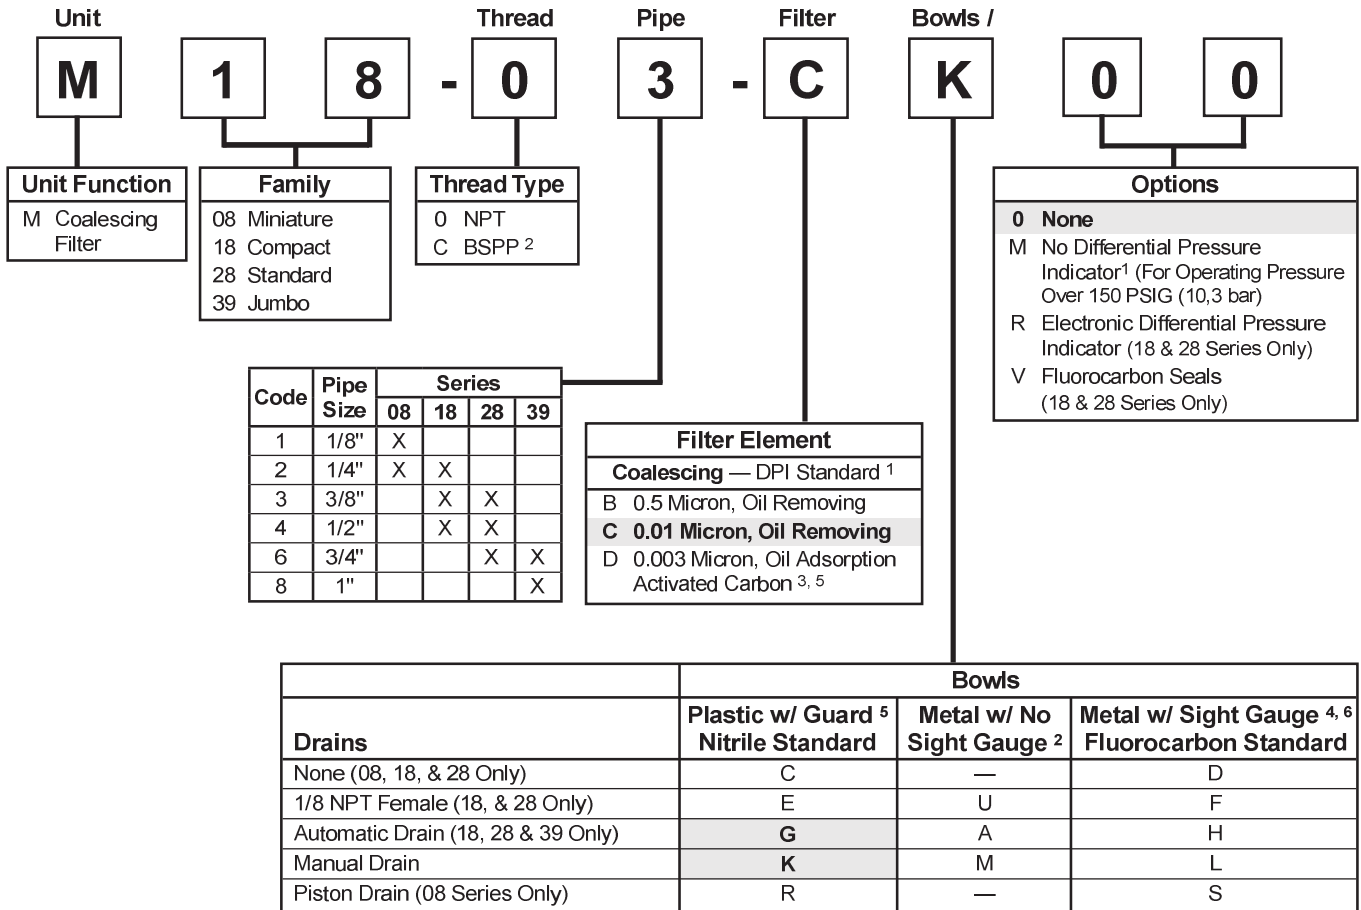 Unit Thread Pipe Filter Bowls /
M 1 8 - 0 3 - C K 0 0
Unit Function
M Coalescing
Filter
Family
08 Miniature
18 Compact
28 Standard
39 Jumbo
Thread Type
0 NPT
C BSPP 2
Options
0 None
M No Differential Pressure
Indicator1 (For Operating Pressure
Over 150 PSIG (10,3 bar)
R Electronic Differential Pressure
Indicator (18 & 28 Series Only)
V Fluorocarbon Seals
(18 & 28 Series Only)
Code Pipe Size Series
08 18 28 39
1 1/8" X
2 1/4" X X
3 3/8" X X
4 1/2" X X
6 3/4" X X
8 1" X
Filter Element
Coalescing — DPI Standard 1
B 0.5 Micron, Oil Removing
C 0.01 Micron, Oil Removing
D 0.003 Micron, Oil Adsorption
Activated Carbon 3, 5
Bowls
Drains
Plastic w/ Guard 5
Nitrile Standard
Metal w/ No
Sight Gauge 2
Metal w/ Sight Gauge 4, 6
Fluorocarbon Standard
None (08, 18, & 28 Only) C — D
1/8 NPT Female (18, & 28 Only) E U F
Automatic Drain (18, 28 & 39 Only) G A H
Manual Drain K M L
Piston Drain (08 Series Only) R — S